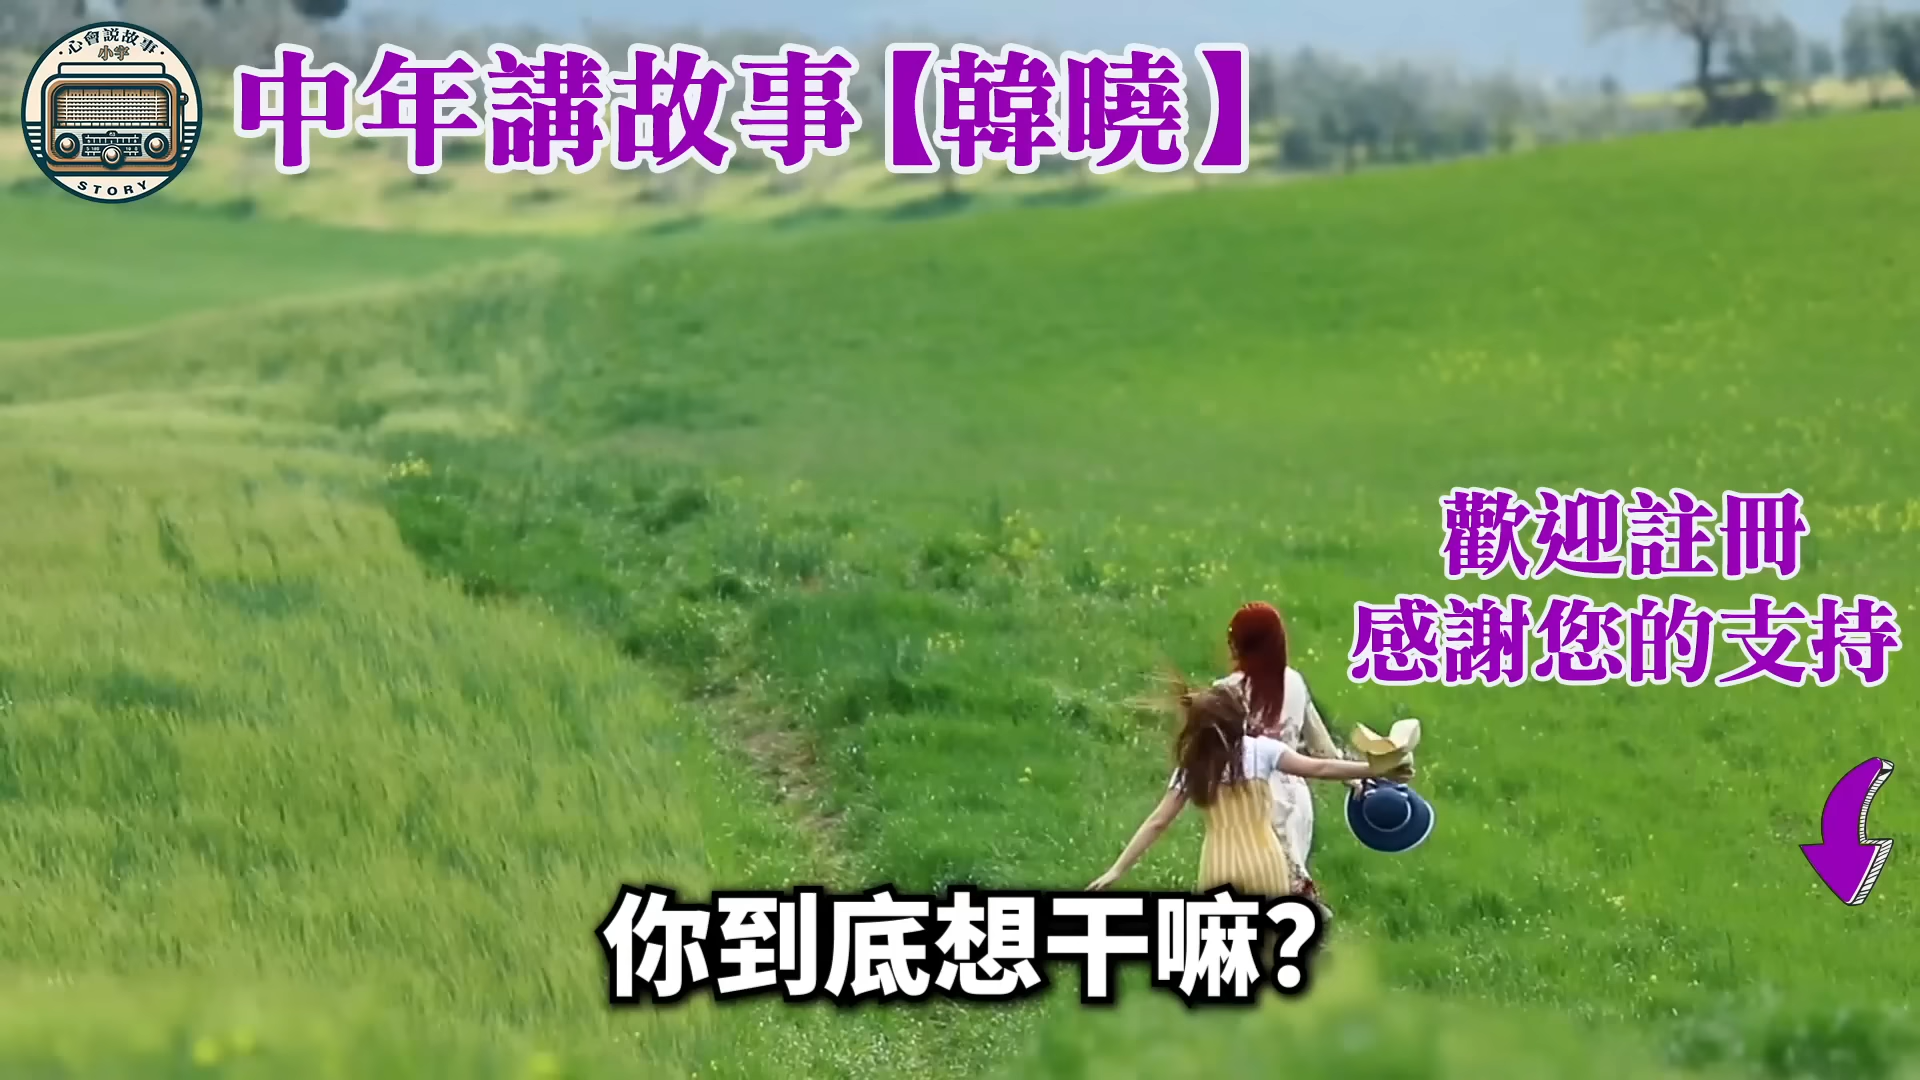 ·心會說故事·
小宇
STORY
中年講故事【韓曉】
歡迎註冊
感謝您的支持
你到底想干嘛？